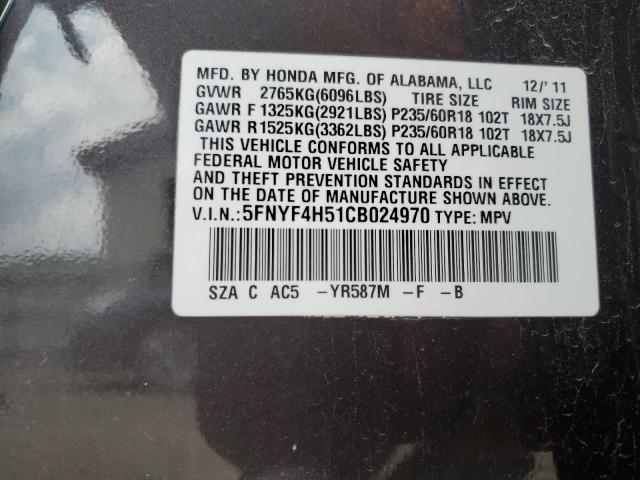 MFD. BY HONDA MFG. OF ALABAMA, LLC 12/'11
GVWR 2765KG(6096LBS) TIRE SIZE RIM SIZE
GAWR F 1325KG(2921LBS) P235/60R18 102T 18X7.5J
GAWR R 1525KG(3362LBS) P235/60R18 102T 18X7.5J
THIS VEHICLE CONFORMS TO ALL APPLICABLE
FEDERAL MOTOR VEHICLE SAFETY
AND THEFT PREVENTION STANDARDS IN EFFECT
ON THE DATE OF MANUFACTURE SHOWN ABOVE.
V.I.N.: 5FNYF4H51CB024970 TYPE: MPV
SZA C AC5 -YR587M -F -B